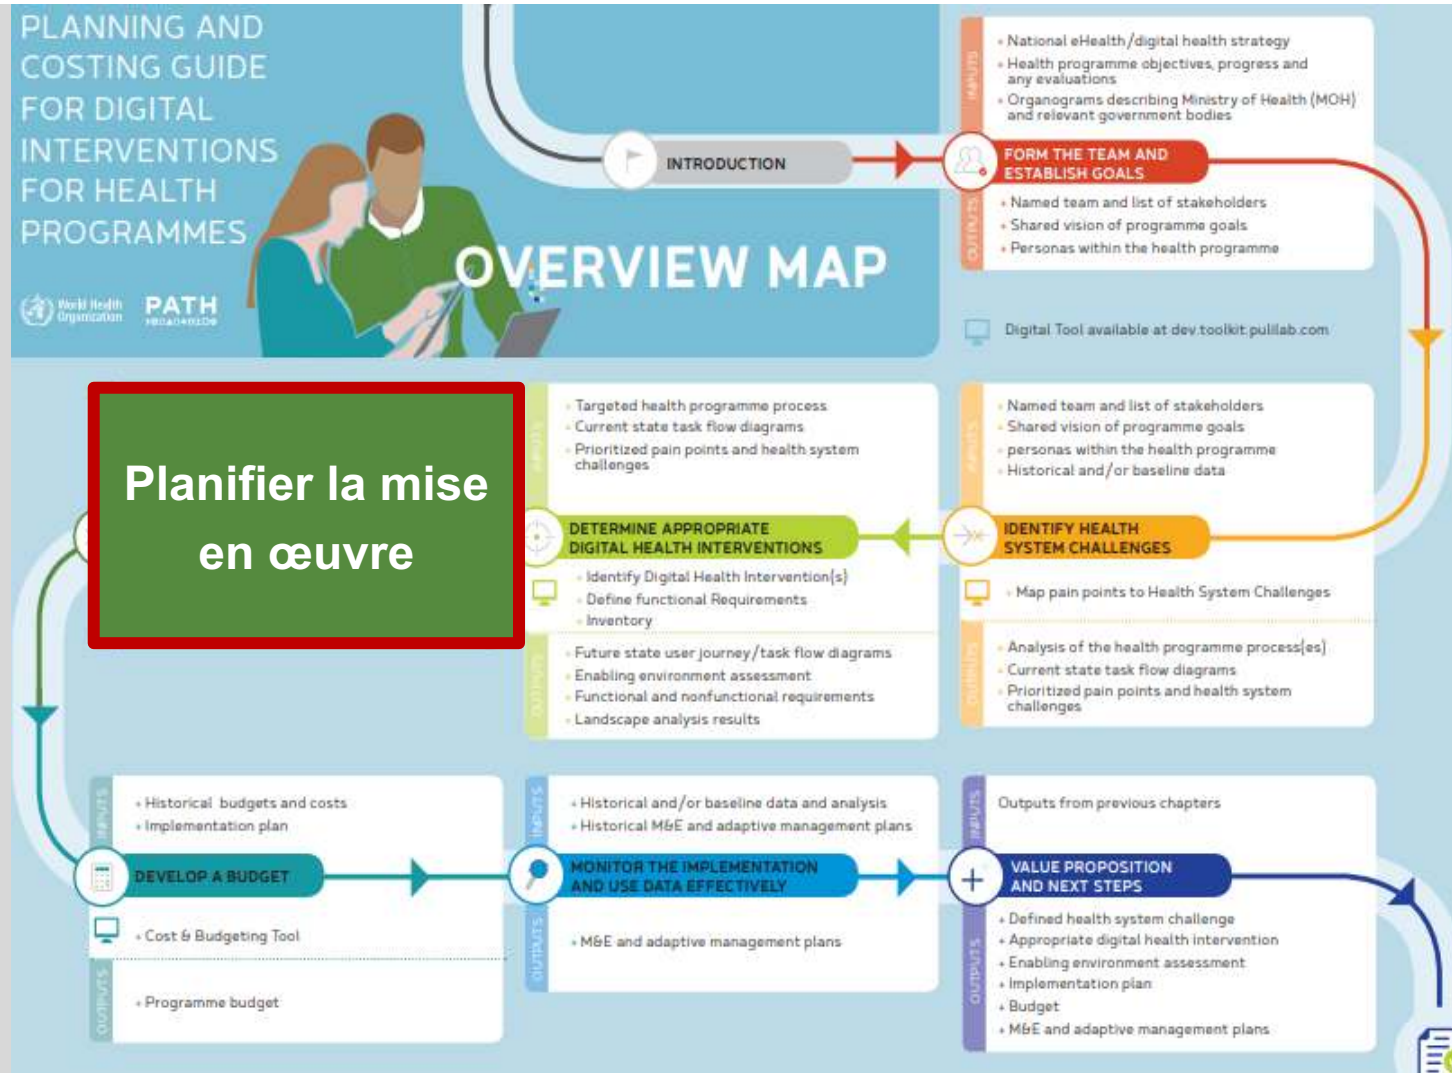 PLANNING AND
COSTING GUIDE
FOR DIGITAL
INTERVENTIONS
FOR HEALTH
PROGRAMMES
World Health
Organization
PATH
OVERVIEW MAP
INTRODUCTION
INPUTS
• National eHealth/digital health strategy
• Health programme objectives, progress and
any evaluations
• Organograms describing Ministry of Health (MOH)
and relevant government bodies
FORM THE TEAM AND
ESTABLISH GOALS
OUTPUTS
• Named team and list of stakeholders
• Shared vision of programme goals
• Personas within the health programme
Digital Tool available at dev.toolkit.pulilab.com
INPUTS
• Named team and list of stakeholders
• Shared vision of programme goals
• personas within the health programme
• Historical and/or baseline data
IDENTIFY HEALTH
SYSTEM CHALLENGES
• Map pain points to Health System Challenges
OUTPUTS
• Analysis of the health programme process(es)
• Current state task flow diagrams
• Prioritized pain points and health system
challenges
INPUTS
• Targeted health programme process
• Current state task flow diagrams
• Prioritized pain points and health system
challenges
DETERMINE APPROPRIATE
DIGITAL HEALTH INTERVENTIONS
• Identify Digital Health Intervention(s)
• Define functional Requirements
• Inventory
OUTPUTS
• Future state user journey/task flow diagrams
• Enabling environment assessment
• Functional and nonfunctional requirements
• Landscape analysis results
Planifier la mise
en œuvre
INPUTS
• Historical budgets and costs
• Implementation plan
DEVELOP A BUDGET
• Cost & Budgeting Tool
OUTPUTS
• Programme budget
INPUTS
• Historical and/or baseline data and analysis
• Historical M&E and adaptive management plans
MONITOR THE IMPLEMENTATION
AND USE DATA EFFECTIVELY
OUTPUTS
• M&E and adaptive management plans
INPUTS
Outputs from previous chapters
VALUE PROPOSITION
AND NEXT STEPS
OUTPUTS
• Defined health system challenge
• Appropriate digital health intervention
• Enabling environment assessment
• Implementation plan
• Budget
• M&E and adaptive management plans